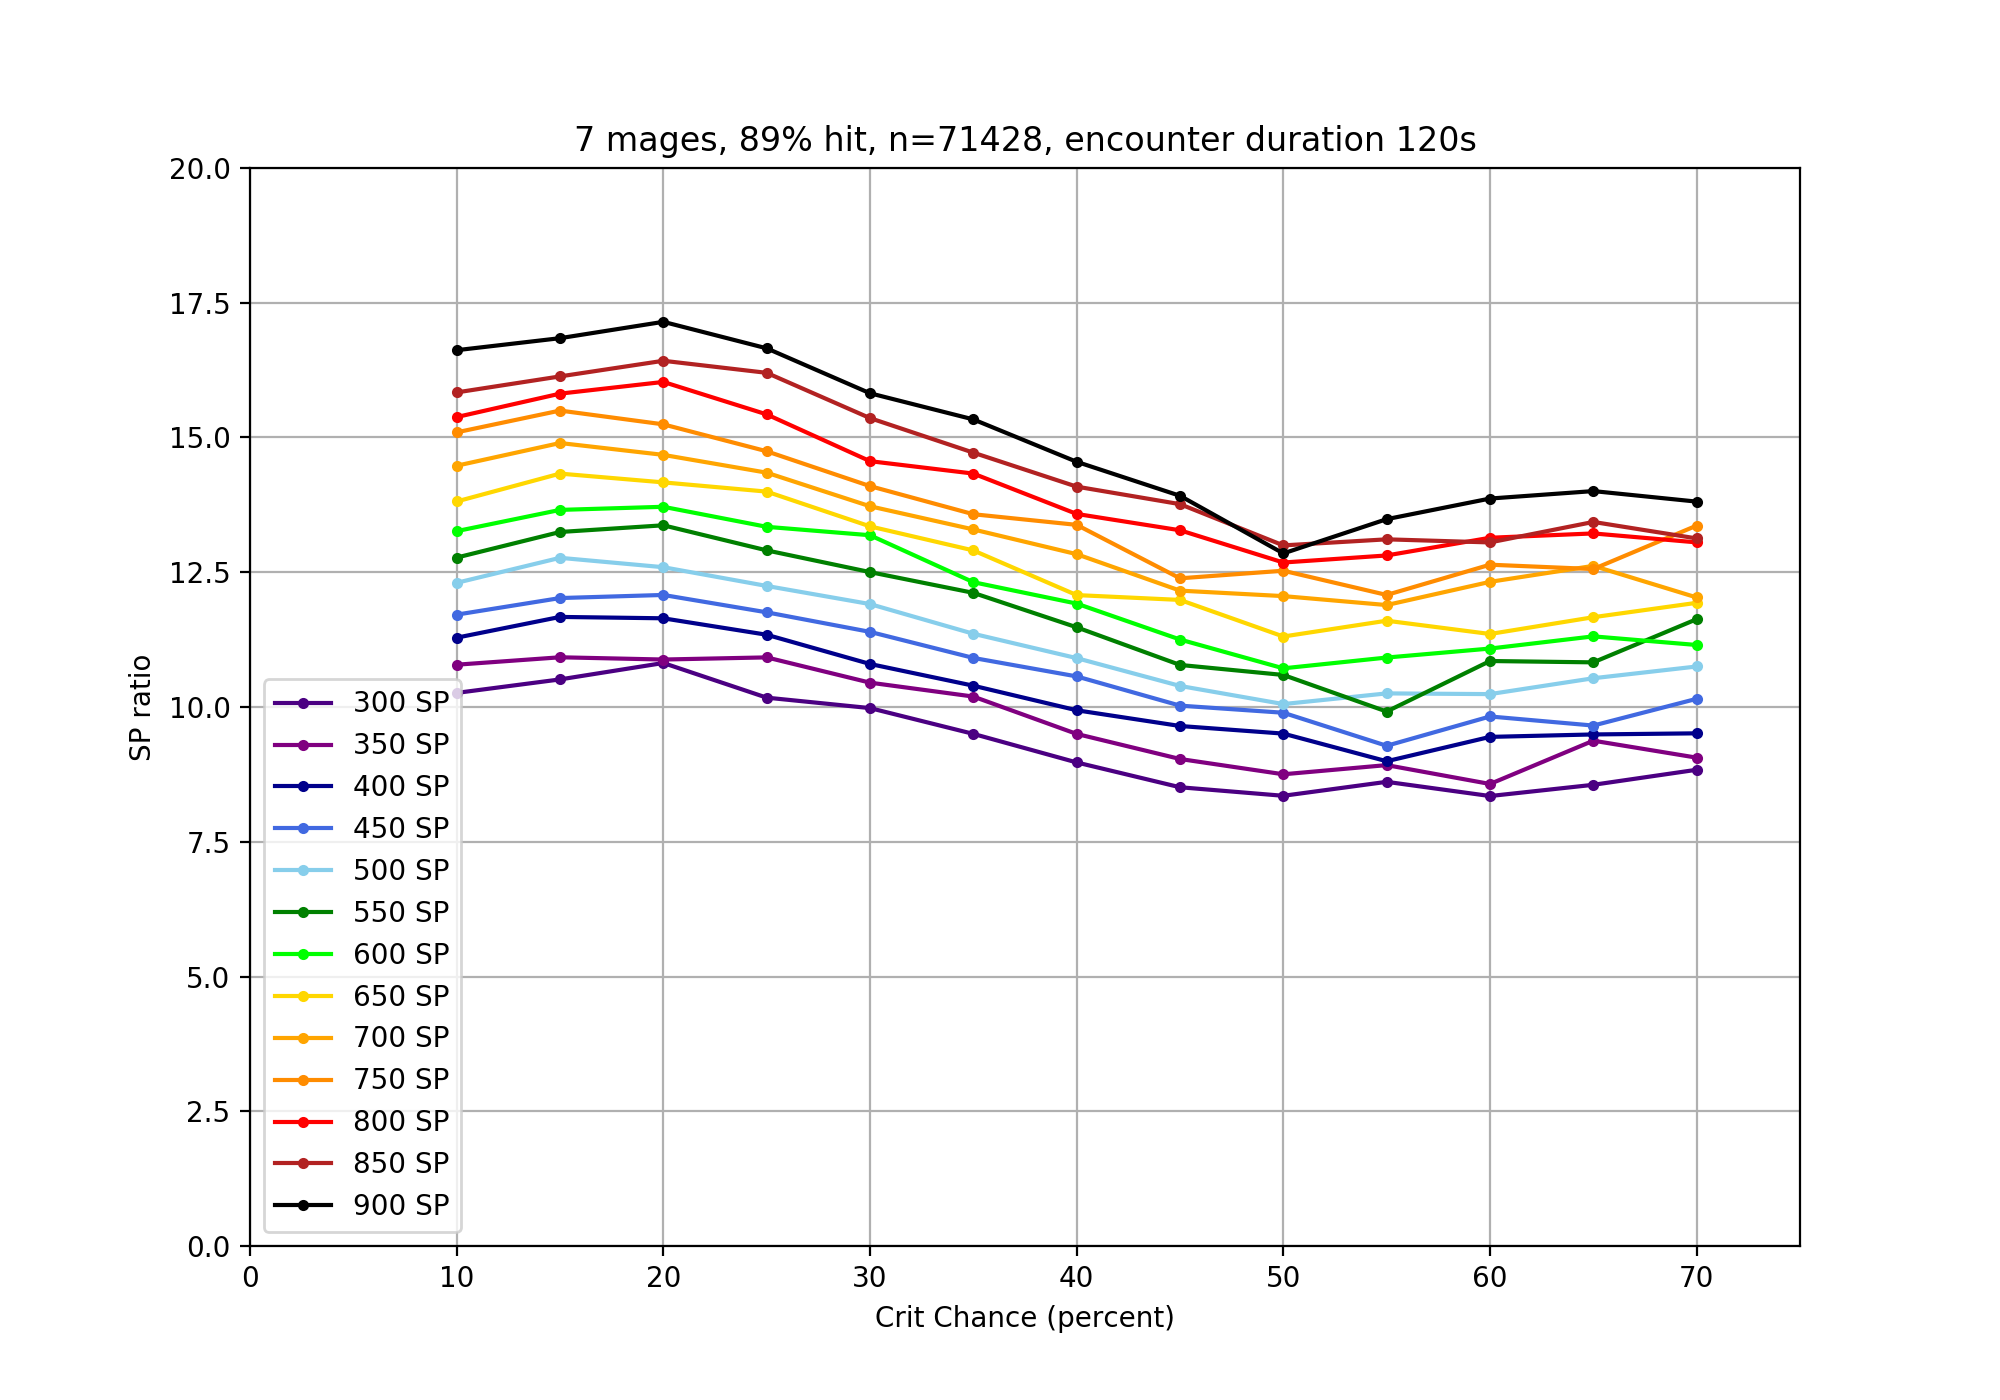 7 mages, 89% hit, n=71428, encounter duration 120s
20.0
17.5
15.0
12.5
10.0
7.5
5.0
2.5
0.0
SP ratio
300 SP
350 SP
400 SP
450 SP
500 SP
550 SP
600 SP
650 SP
700 SP
750 SP
800 SP
850 SP
900 SP
0 10 20 30 40 50 60 70
Crit Chance (percent)